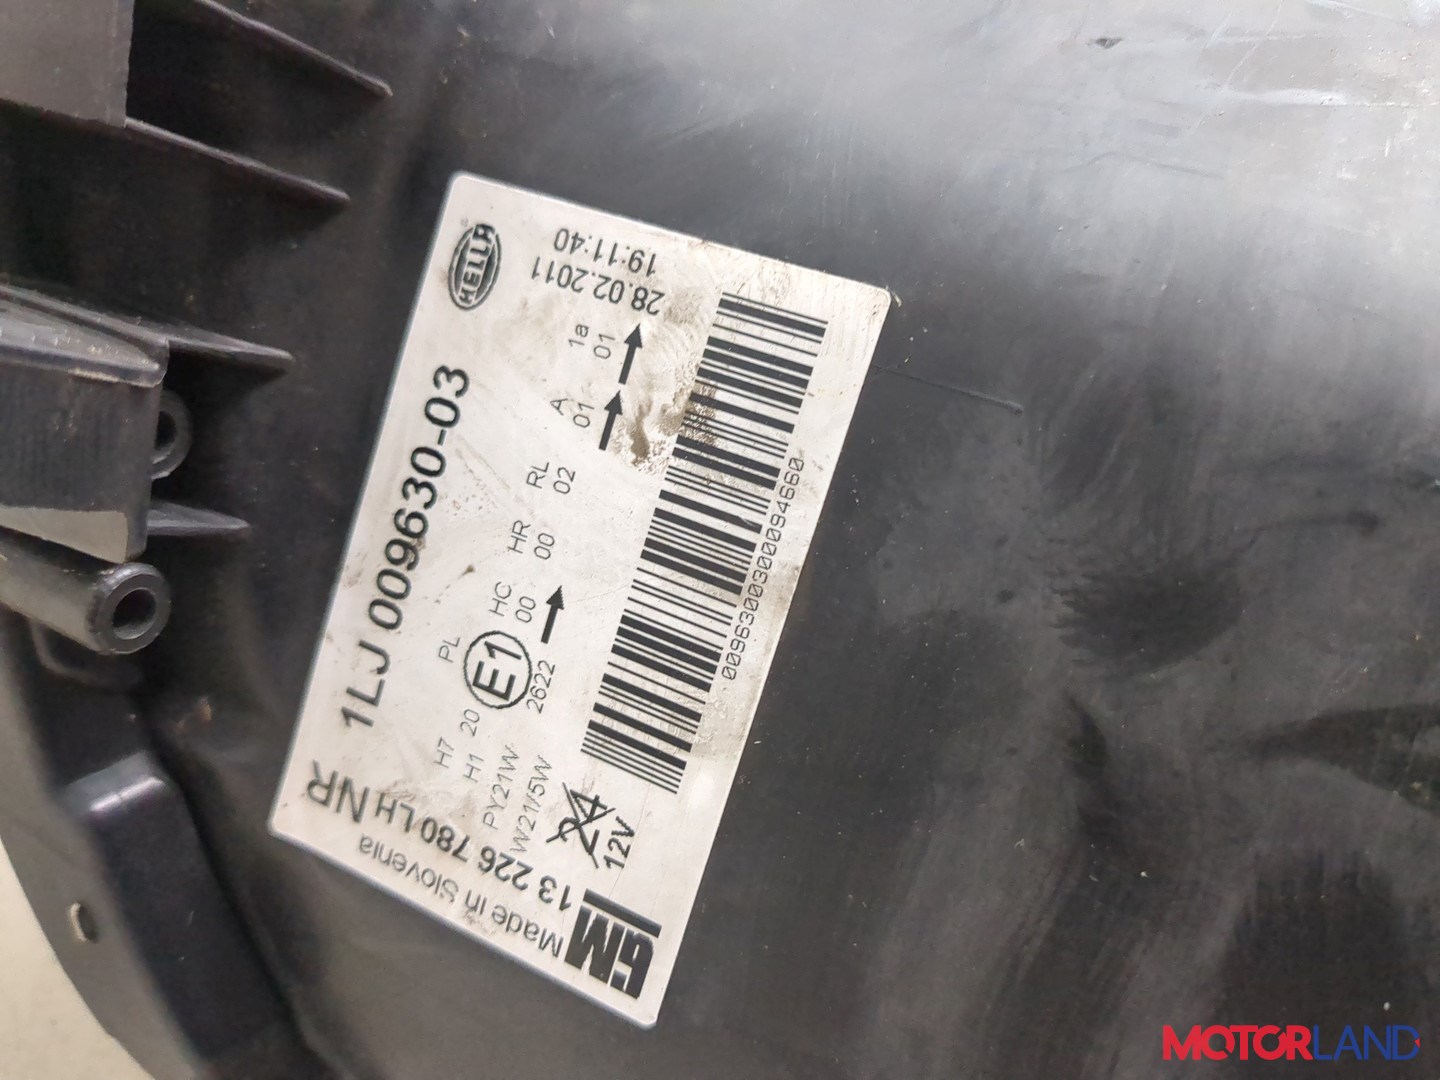 HELLA
1LJ 009630-03
28.02.2011
19:11:40
H7 PL
H1 20 E1 HC HR RL A 1a
PY21W 00 00 02 01 01
W21/5W 2622
24
12V
009630030000094660
GM
13 226 780 LH NR
Made in Slovenia
MOTORLAND